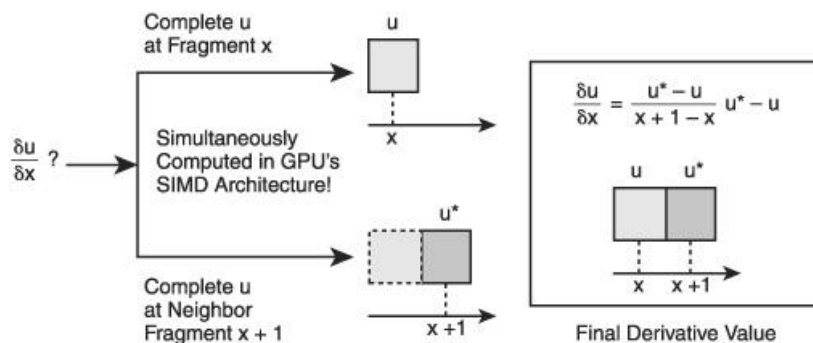 Complete u
at Fragment x
u
x
δu
δx
?
Simultaneously
Computed in GPU's
SIMD Architecture!
u*
x +1
Complete u
at Neighbor
Fragment x + 1
δu/δx = (u* − u)/(x + 1 − x) u* − u
u u*
x x +1
Final Derivative Value